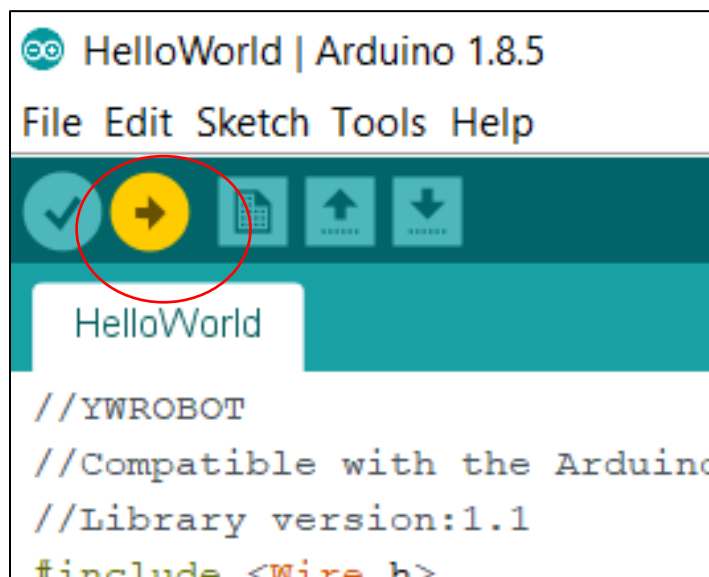 HelloWorld | Arduino 1.8.5
File Edit Sketch Tools Help
HelloWorld
//YWROBOT
//Compatible with the Arduino
//Library version:1.1
#include <Wire.h>